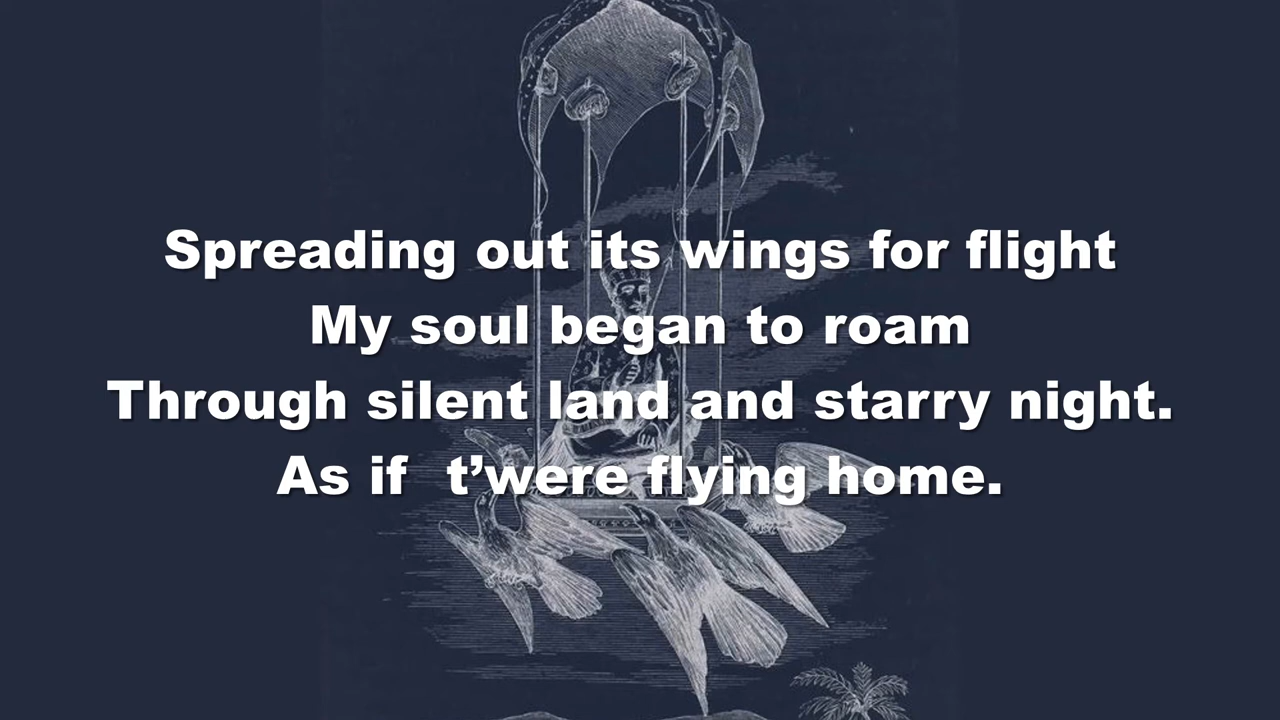 Spreading out its wings for flight
My soul began to roam
Through silent land and starry night.
As if  t’were flying home.